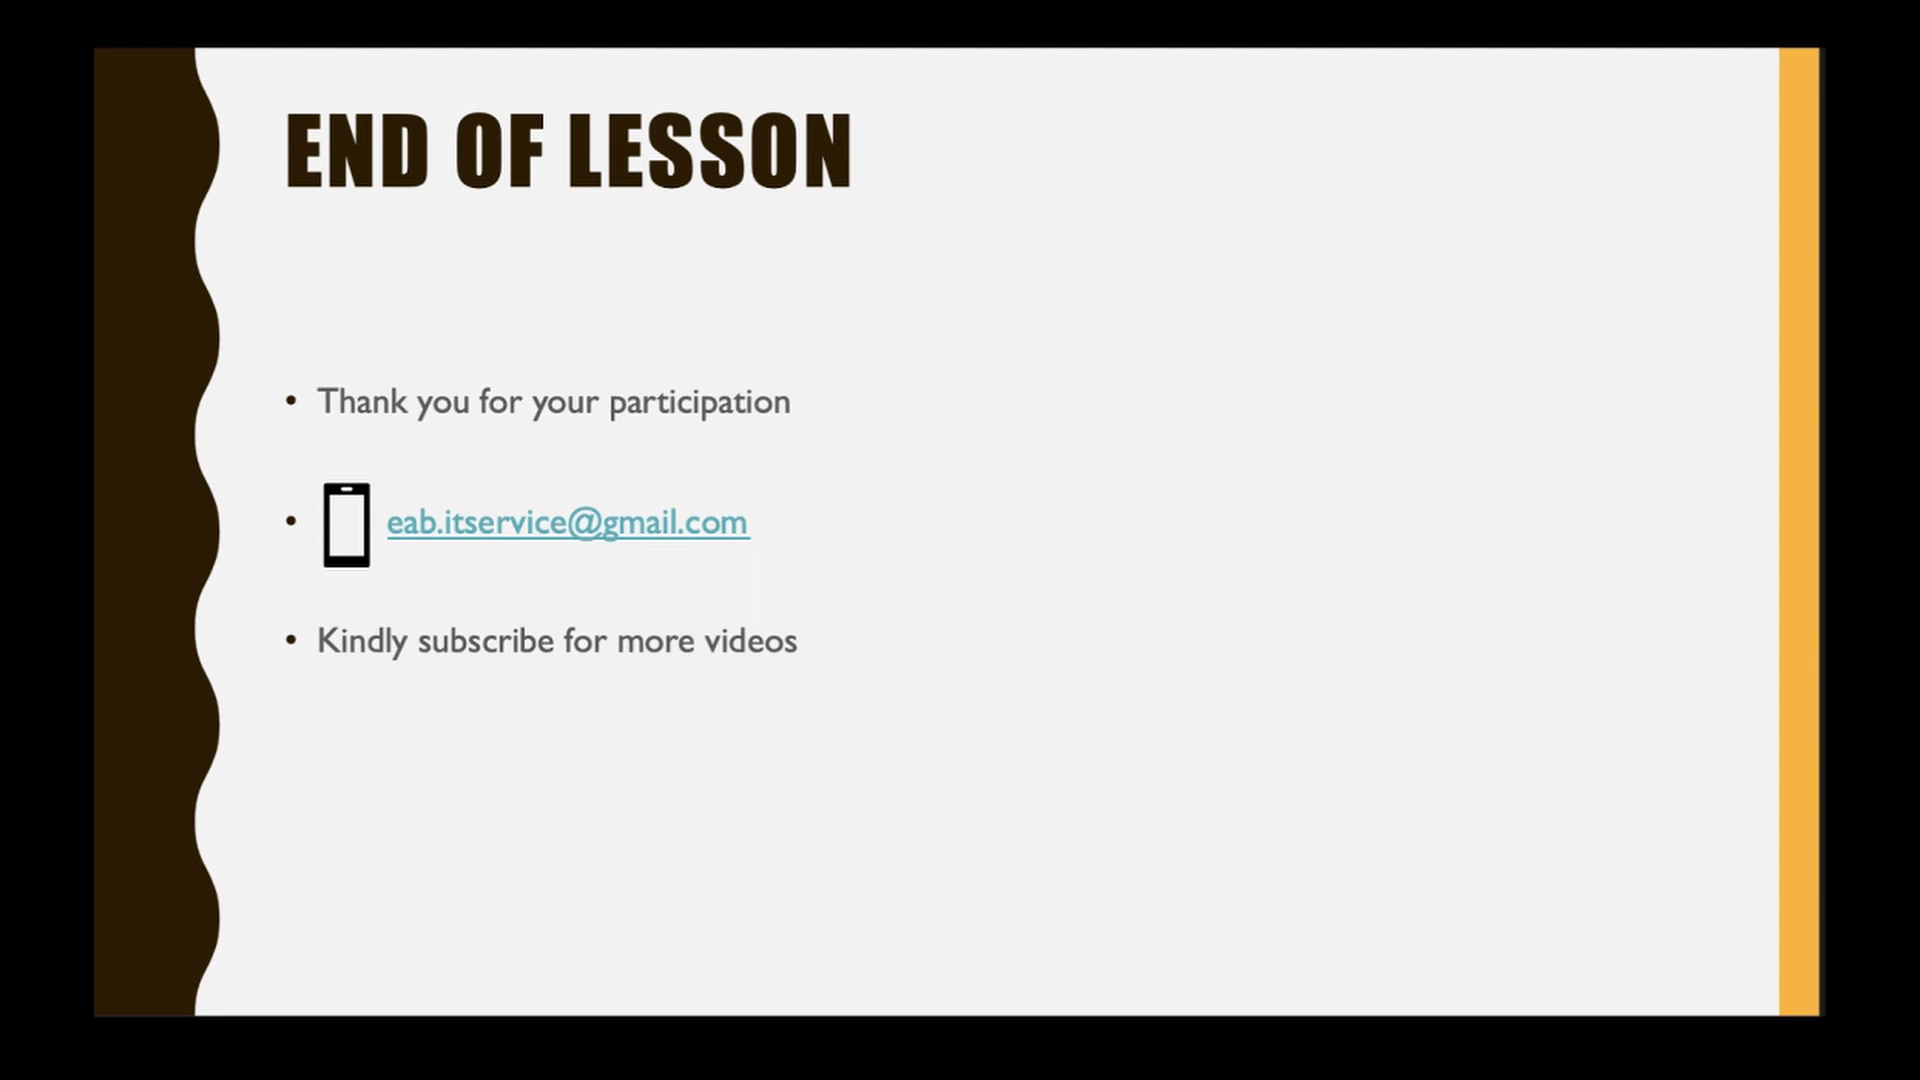 END OF LESSON
• Thank you for your participation
• eab.itservice@gmail.com
• Kindly subscribe for more videos